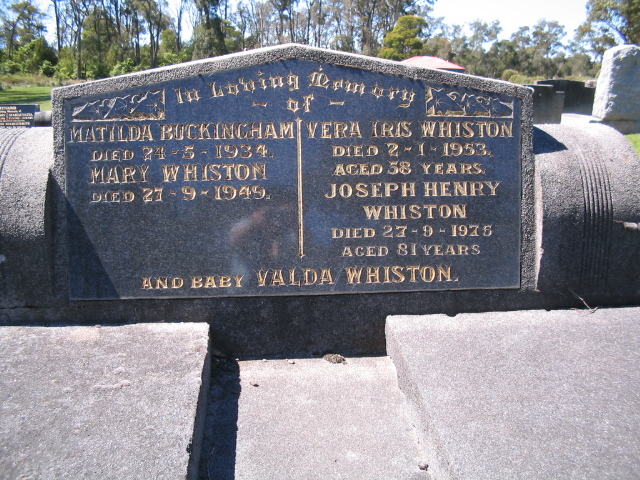 In Loving Memory
~ of ~
MATILDA BUCKINGHAM
DIED 24-5-1934.
MARY WHISTON
DIED 27-9-1949.
VERA IRIS WHISTON
DIED 2-1-1953.
AGED 58 YEARS.
JOSEPH HENRY
WHISTON
DIED 27-9-1975
AGED 81 YEARS
AND BABY VALDA WHISTON.